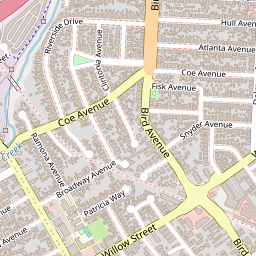 Bi
Hull Avenue
Riverside Drive
Clintonia Avenue
Atlanta Avenue
Coe Avenue
Fisk Avenue
Coe Avenue
Bird Avenue
Snyder Avenue
Creek
Ramona Avenue
Broadway Avenue
Patricia Way
Willow Street
Bird